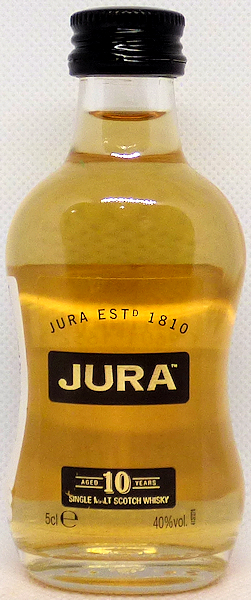 JURA ESTD 1810
JURA™
AGED 10 YEARS
SINGLE MALT SCOTCH WHISKY
5cl ℮ 40%vol.